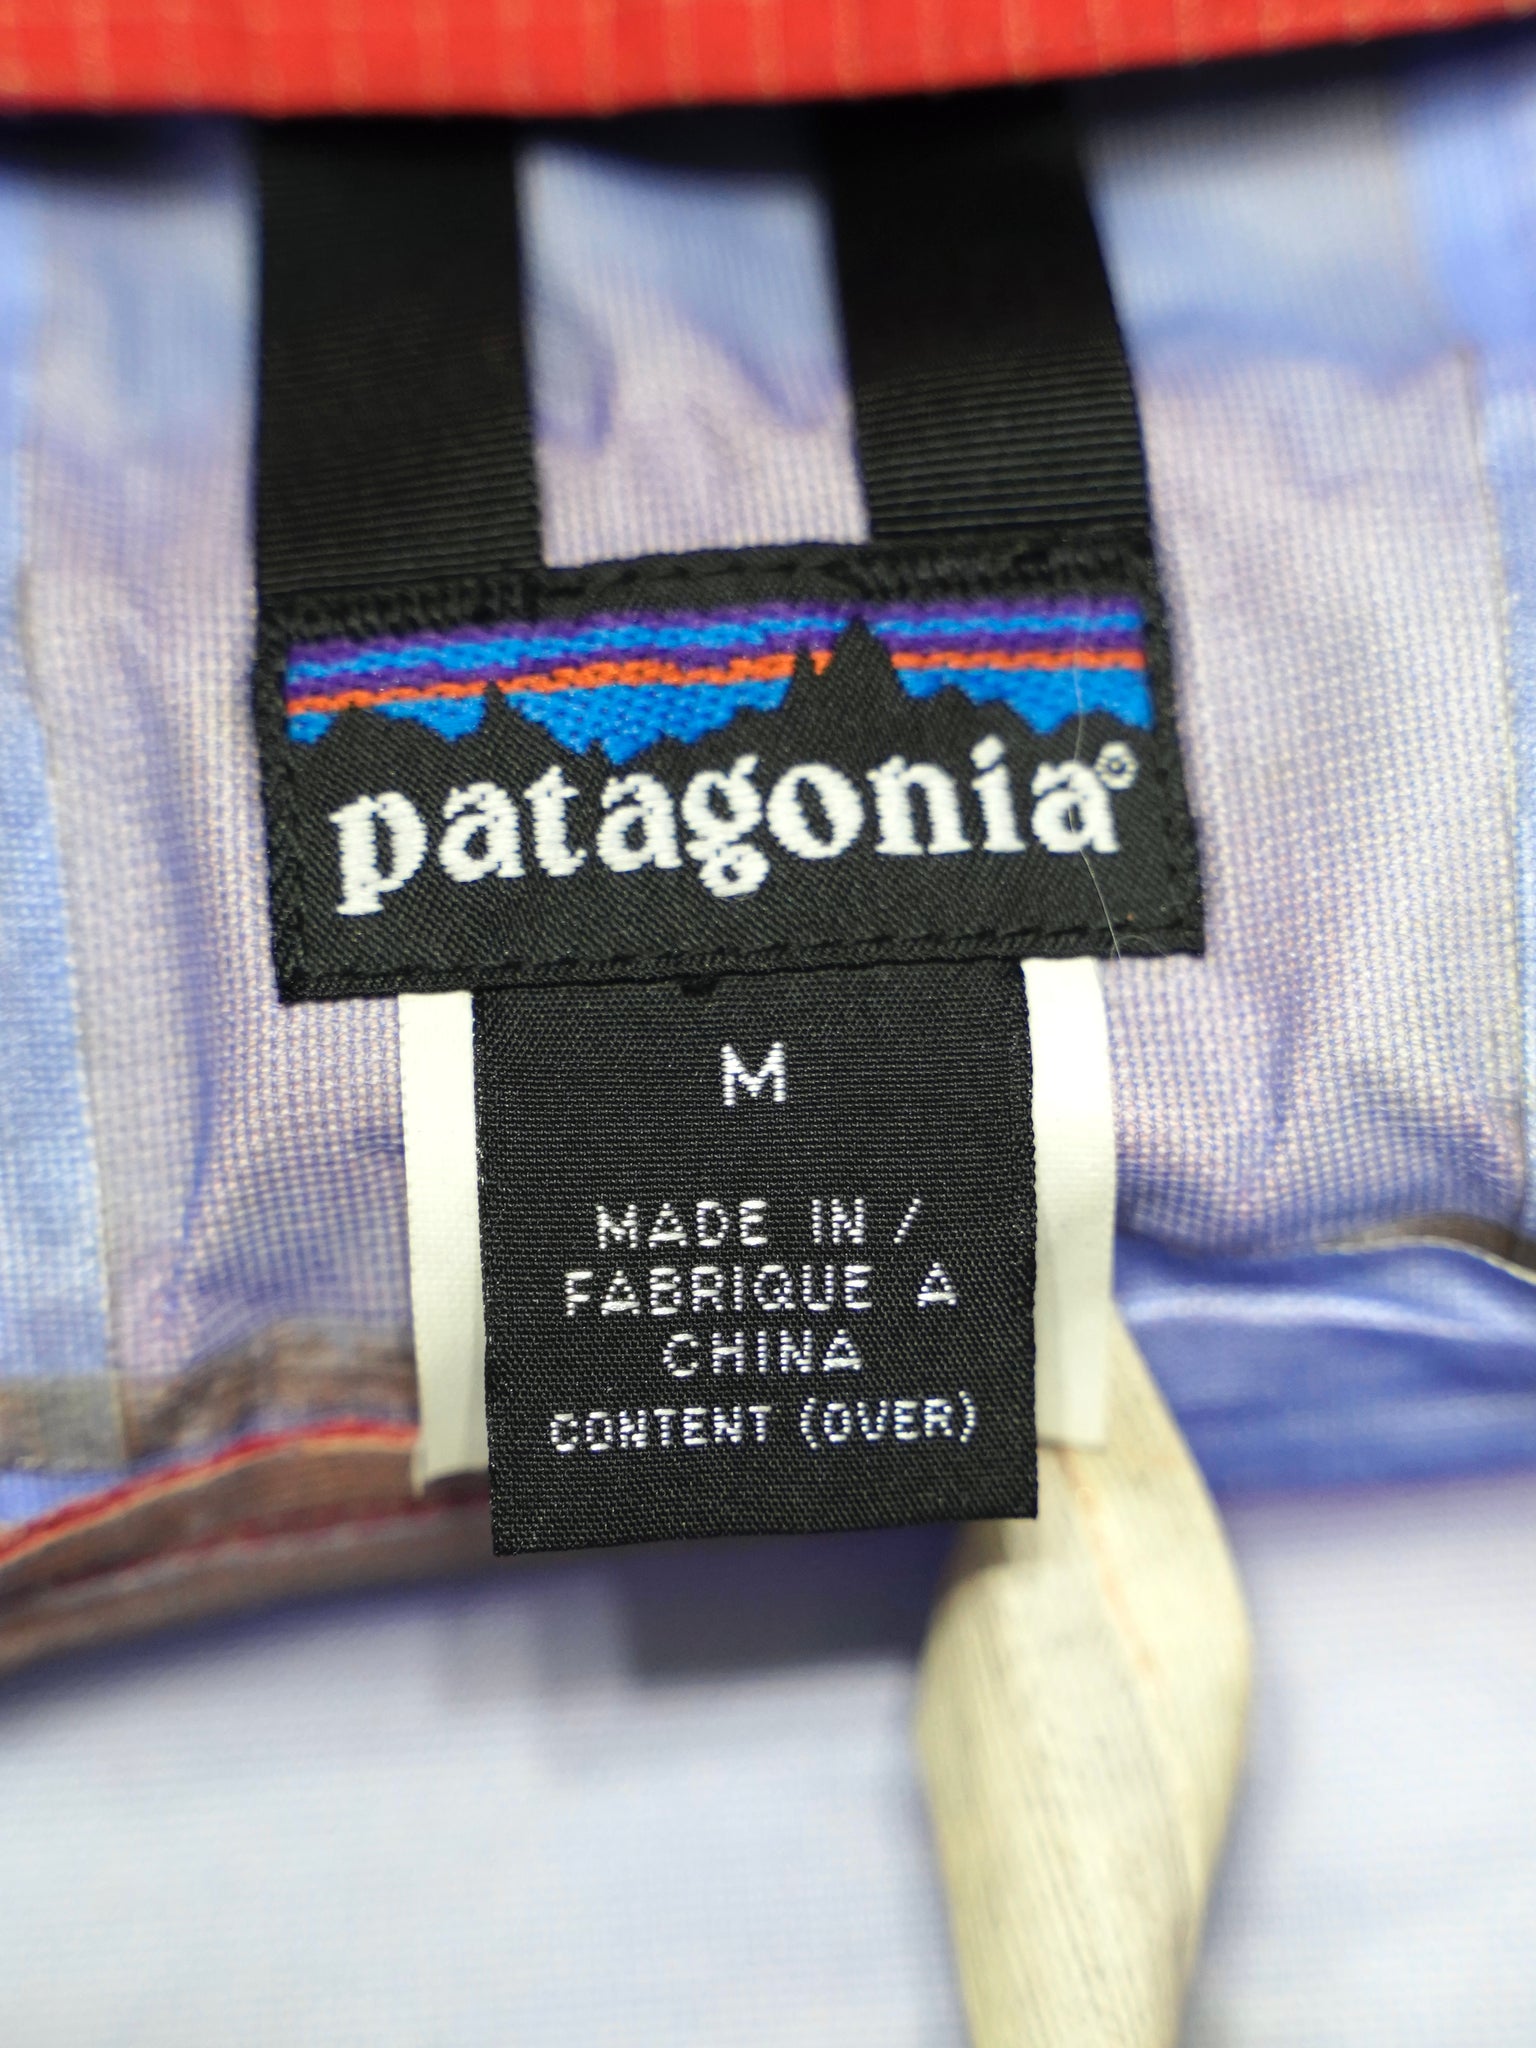 patagonia®
M
MADE IN /
FABRIQUE A
CHINA
CONTENT (OVER)